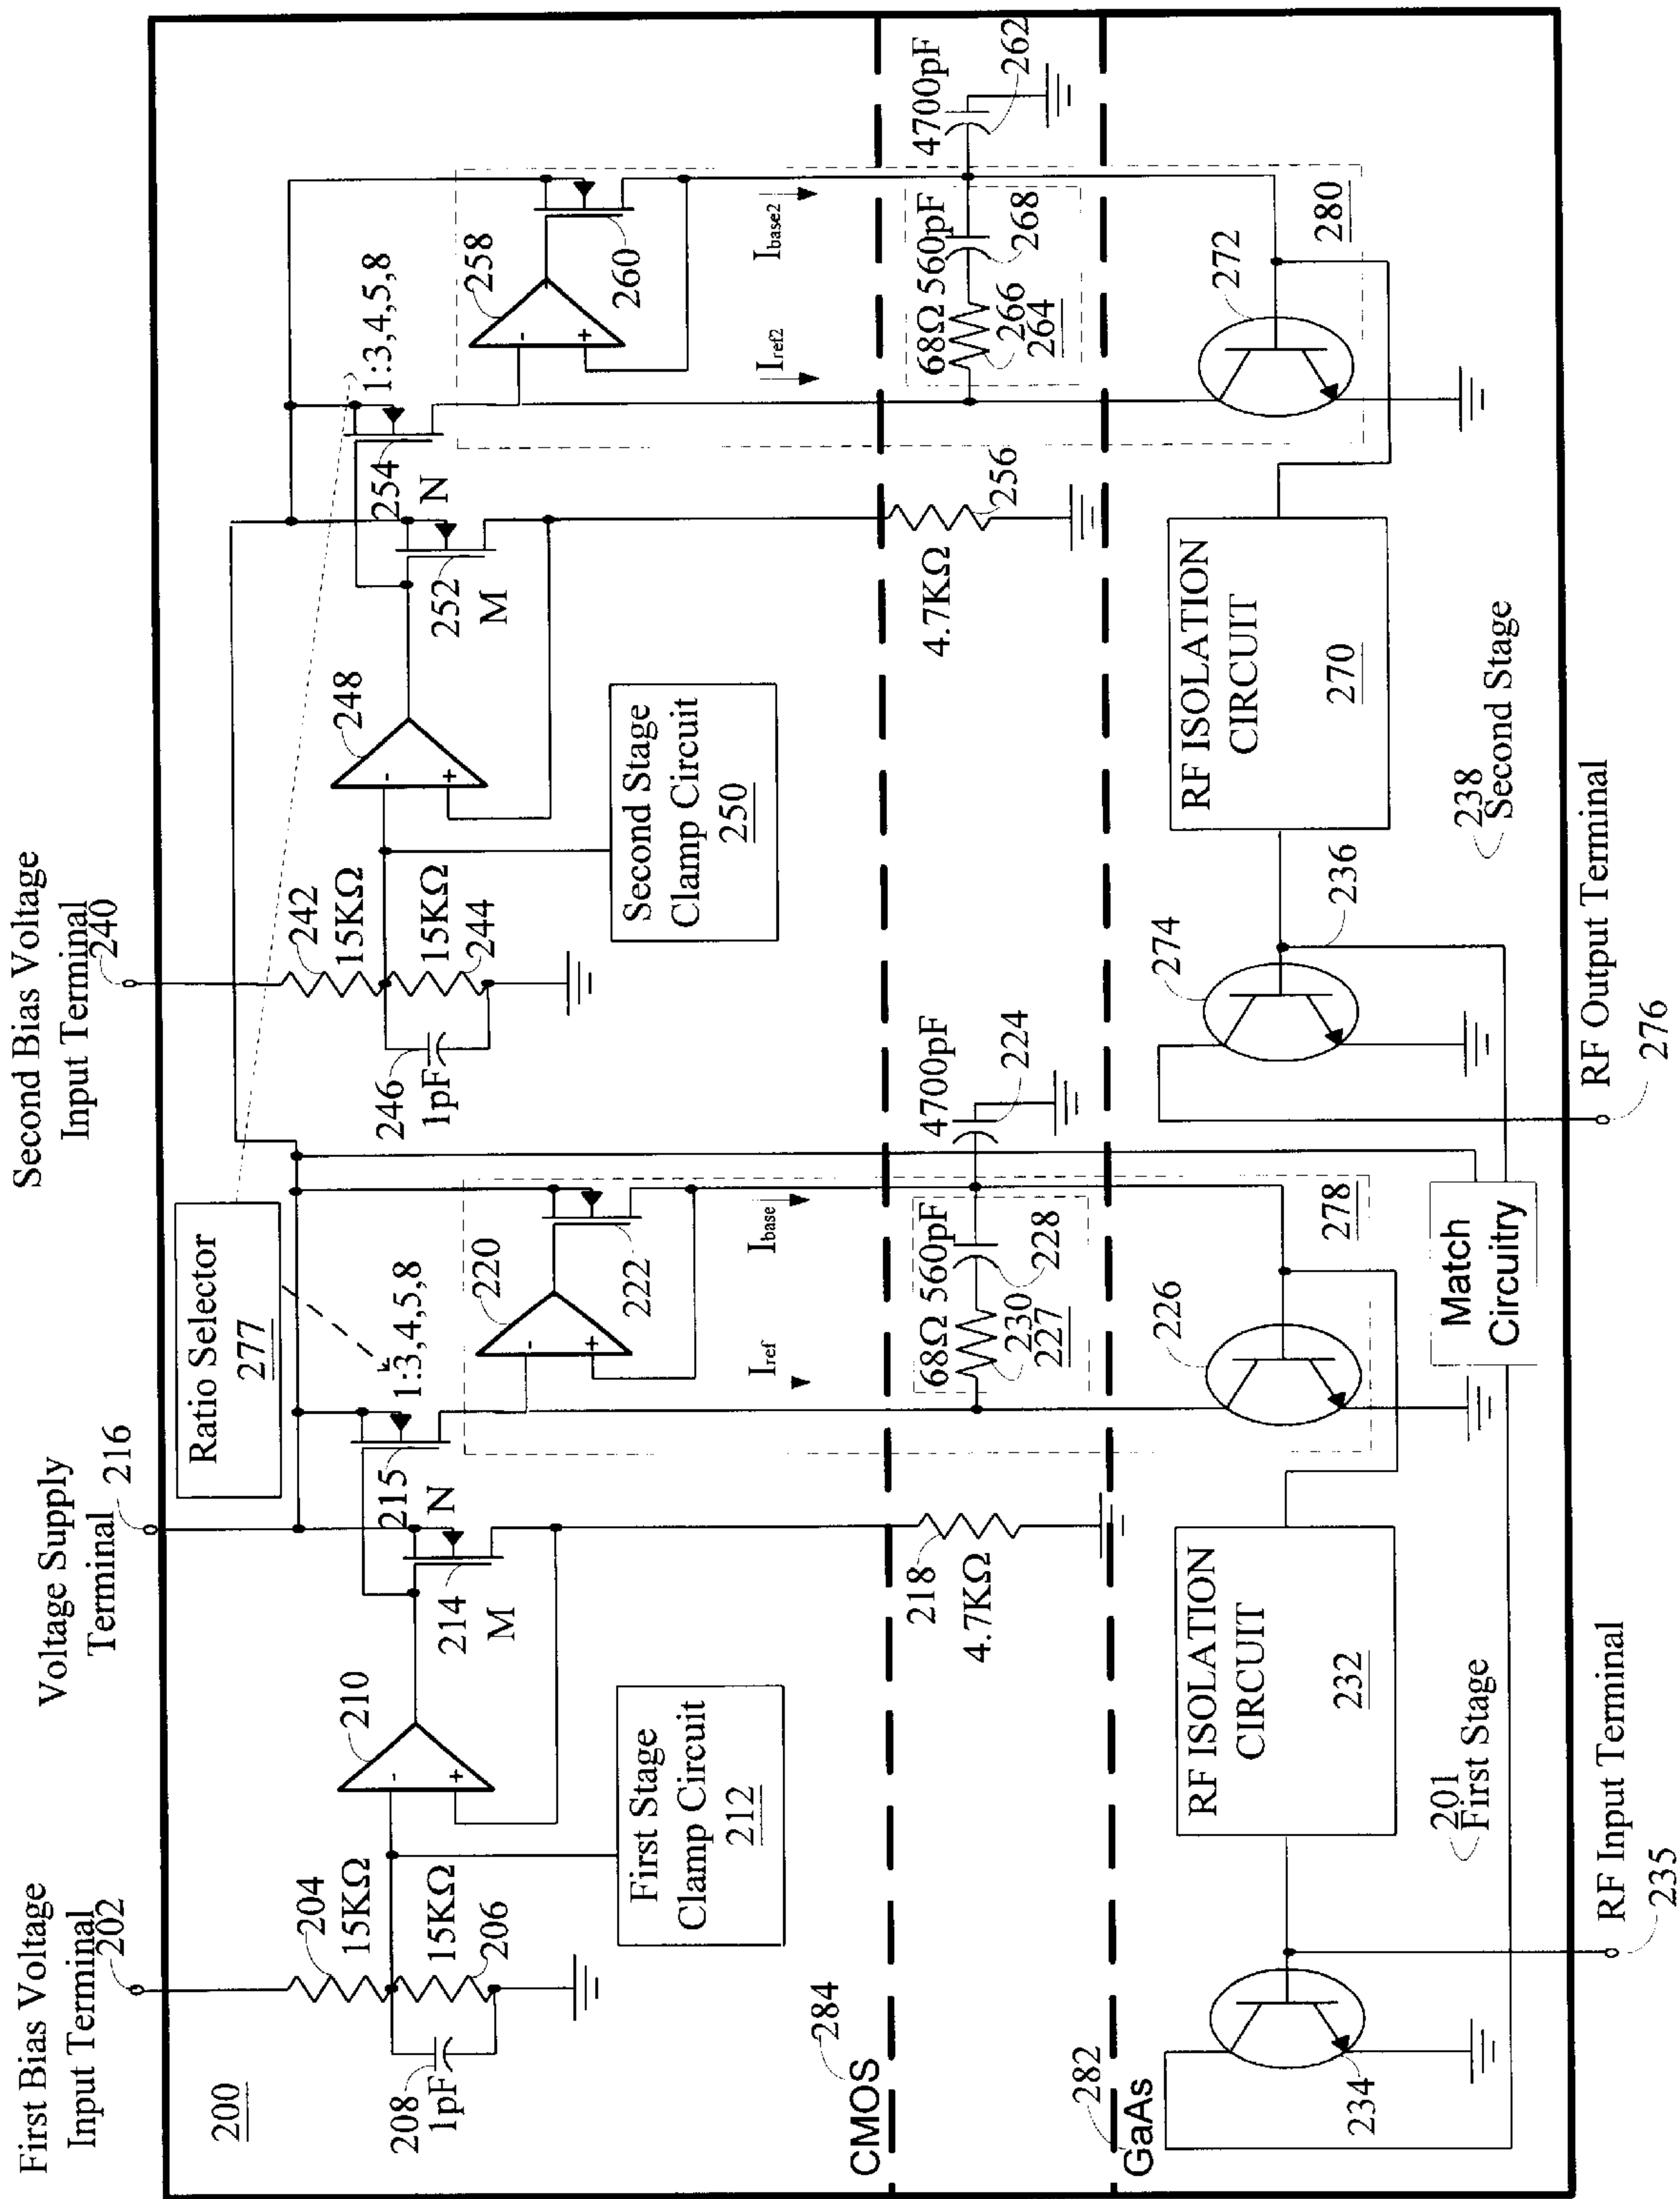 First Bias Voltage
Input Terminal
202
Voltage Supply
Terminal
216
Second Bias Voltage
Input Terminal
240
200
204
15KΩ
15KΩ
206
208
1pF
210
-
+
First Stage
Clamp Circuit
212
214
M
215
N
Ratio Selector
277
1:3,4,5,8
220
-
+
222
Iref
Ibase
242
15KΩ
15KΩ
244
246
1pF
248
-
+
Second Stage
Clamp Circuit
250
252
M
254
N
1:3,4,5,8
258
-
+
260
Iref2
Ibase2
284
CMOS
218
4.7KΩ
68Ω 560pF
230 228
227
4700pF
224
4.7KΩ
256
68Ω 560pF
266 268
264
4700pF
262
282
GaAs
234
RF ISOLATION
CIRCUIT
232
201
First Stage
226
278
Match
Circuitry
274
236
RF ISOLATION
CIRCUIT
270
238
Second Stage
272
280
RF Input Terminal
235
RF Output Terminal
276